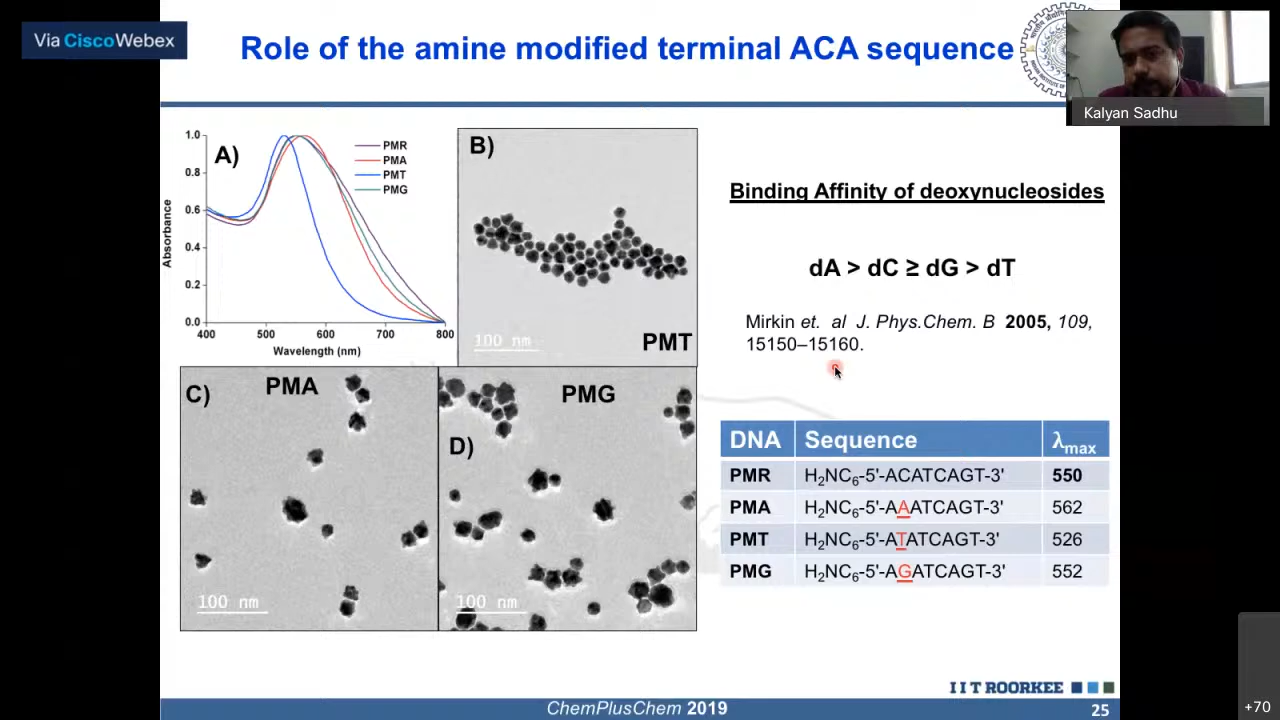 Via CiscoWebex
Role of the amine modified terminal ACA sequence
Kalyan Sadhu
A)
1.0
0.8
0.6
0.4
0.2
0.0
400
500
600
700
800
Absorbance
Wavelength (nm)
PMR
PMA
PMT
PMG
B)
100 nm
PMT
C)
PMA
100 nm
PMG
D)
100 nm
Binding Affinity of deoxynucleosides
dA > dC ≥ dG > dT
Mirkin et. al J. Phys.Chem. B 2005, 109,
15150–15160.
DNA Sequence λmax
PMR H2NC6-5'-ACATCAGT-3' 550
PMA H2NC6-5'-AAATCAGT-3' 562
PMT H2NC6-5'-ATATCAGT-3' 526
PMG H2NC6-5'-AGATCAGT-3' 552
I I T ROORKEE
ChemPlusChem 2019
25
+70